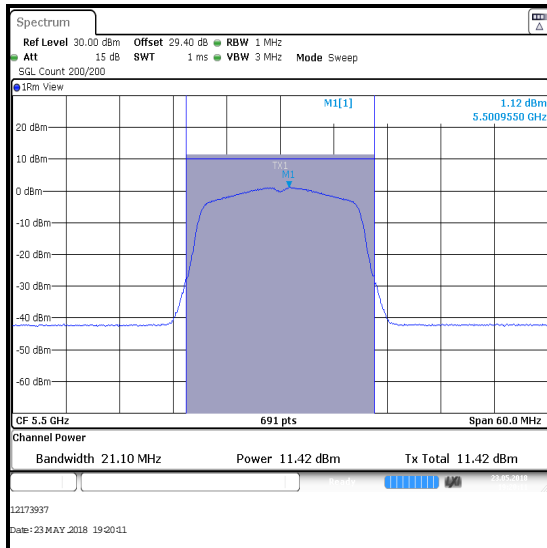 Spectrum
Ref Level 30.00 dBm Offset 29.40 dB RBW 1 MHz
Att 15 dB SWT 1 ms VBW 3 MHz Mode Sweep
SGL Count 200/200
1Rm View
M1[1] 1.12 dBm
5.5009550 GHz
20 dBm
10 dBm
TX1
M1
0 dBm
-10 dBm
-20 dBm
-30 dBm
-40 dBm
-50 dBm
-60 dBm
CF 5.5 GHz 691 pts Span 60.0 MHz
Channel Power
Bandwidth 21.10 MHz Power 11.42 dBm Tx Total 11.42 dBm
Ready 23.05.2018
12173937
Date: 23 MAY 2018 19:20:11